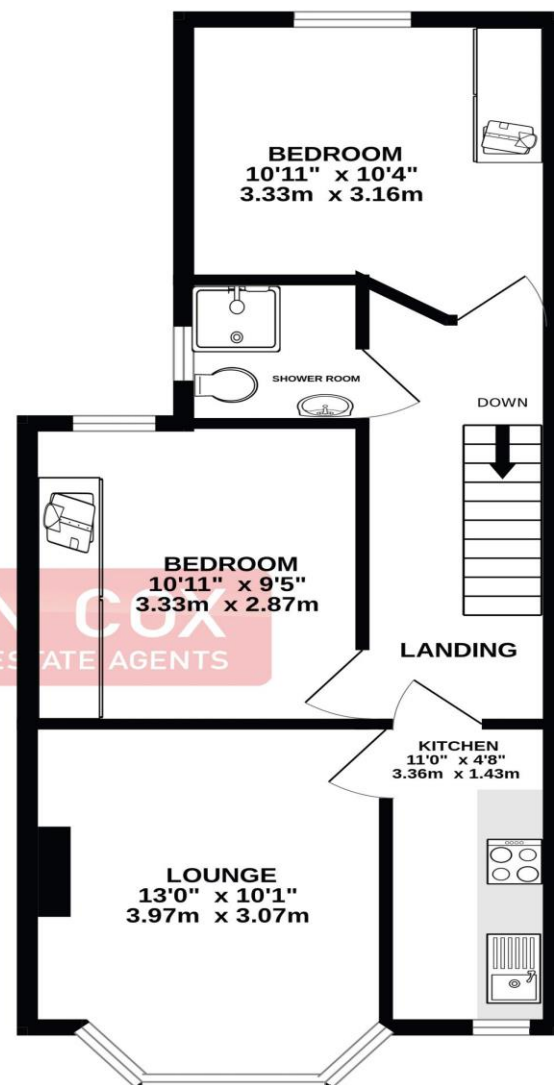 BEDROOM
10'11" x 10'4"
3.33m x 3.16m
SHOWER ROOM
DOWN
BEDROOM
10'11" x 9'5"
3.33m x 2.87m
COX
ESTATE AGENTS
LANDING
KITCHEN
11'0" x 4'8"
3.36m x 1.43m
LOUNGE
13'0" x 10'1"
3.97m x 3.07m